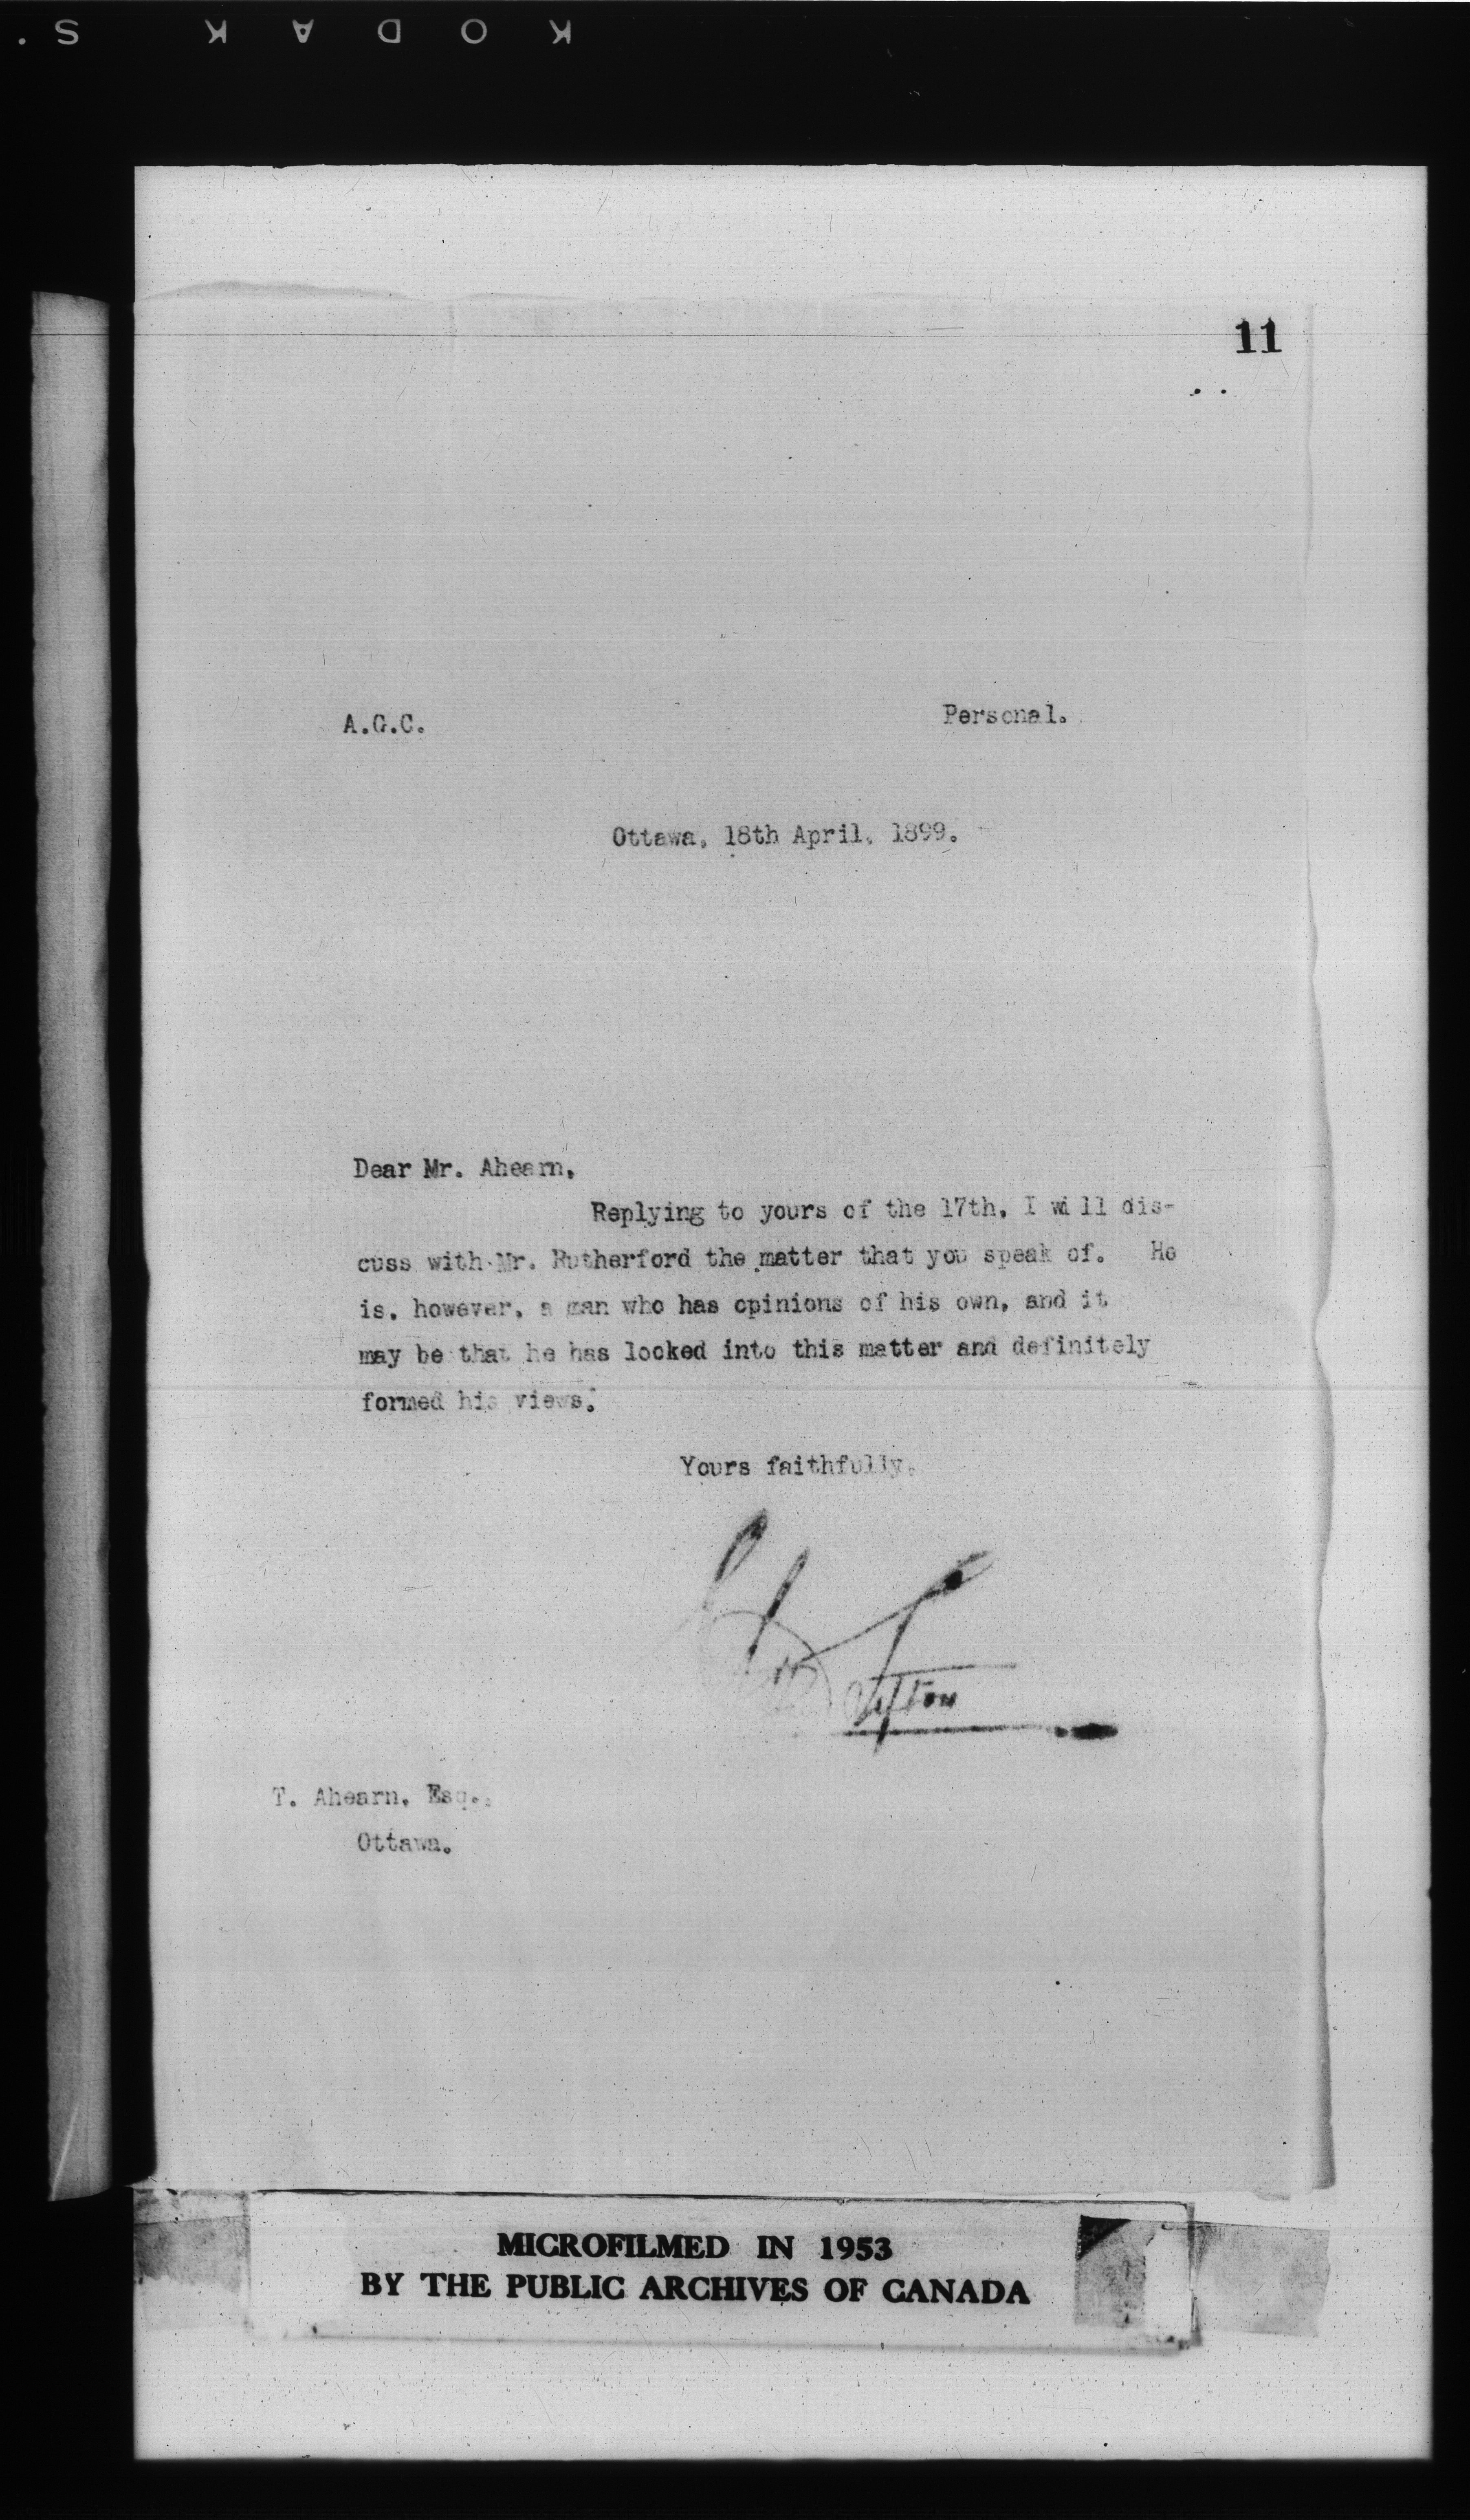 KODAK S.
11
A.G.C.
Personal.
Ottawa, 18th April, 1899.
Dear Mr. Ahearn,
Replying to yours of the 17th, I will dis-
cuss with Mr. Rutherford the matter that you speak of. He
is, however, a man who has opinions of his own, and it
may be that he has looked into this matter and definitely
formed his views.
Yours faithfully,
Sifton
T. Ahearn, Esq.,
Ottawa.
MICROFILMED IN 1953
BY THE PUBLIC ARCHIVES OF CANADA